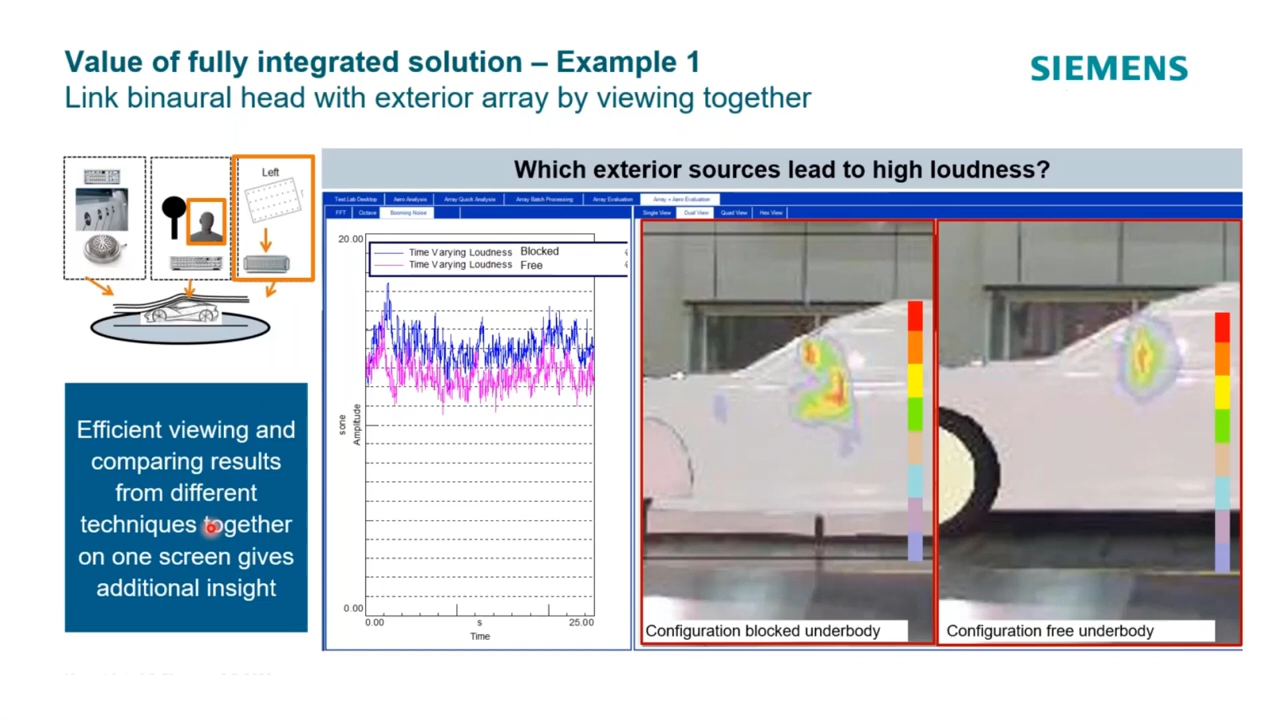 Value of fully integrated solution – Example 1
Link binaural head with exterior array by viewing together
SIEMENS
Left
Which exterior sources lead to high loudness?
Test.Lab Desktop Aero Analysis Array Quick Analysis Array Batch Processing Array Evaluation Array + Aero Evaluation
FFT Octave Booming Noise
Single View Dual View Quad View Hex View
20.00
Time Varying Loudness Blocked
Time Varying Loudness Free
sone
Amplitude
0.00
0.00 s 25.00
Time
Configuration blocked underbody
Configuration free underbody
Efficient viewing and
comparing results
from different
techniques together
on one screen gives
additional insight